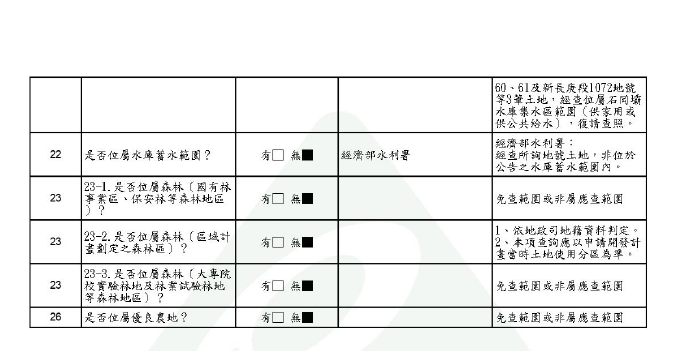 60、61及新長庚段1072地號
等3筆土地，經查位屬石岡壩
水庫集水區範圍（供家用或
供公共給水），復請查照。
22 是否位屬水庫蓄水範圍？ 有□ 無■ 經濟部水利署 經濟部水利署：
經查所詢地號土地，非位於
公告之水庫蓄水範圍內。
23 23-1.是否位屬森林（國有林
事業區、保安林等森林地區
）？ 有□ 無■ 免查範圍或非屬應查範圍
23 23-2.是否位屬森林（區域計
畫劃定之森林區）？ 有□ 無■ 1、依地政司地籍資料判定。
2、本項查詢應以申請開發計
畫當時土地使用分區為準。
23 23-3.是否位屬森林（大專院
校實驗林地及林業試驗林地
等森林地區）？ 有□ 無■ 免查範圍或非屬應查範圍
26 是否位屬優良農地？ 有□ 無■ 免查範圍或非屬應查範圍